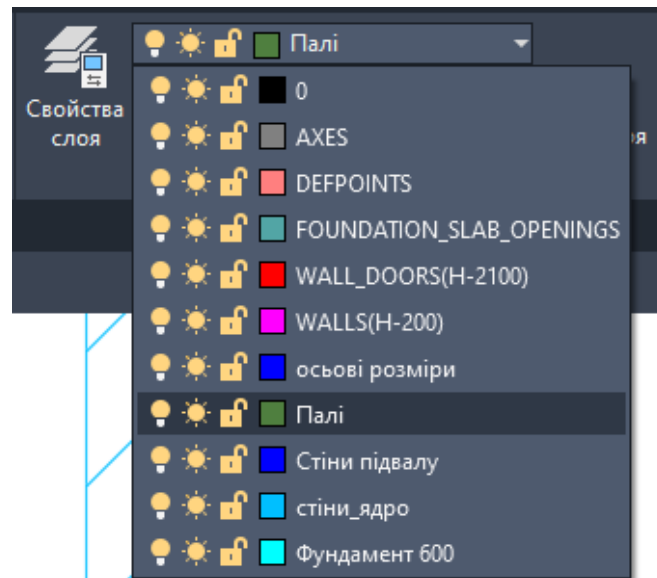 Палі
Свойства
слоя
0
AXES
я
DEFPOINTS
FOUNDATION_SLAB_OPENINGS
WALL_DOORS(H-2100)
WALLS(H-200)
осьові розміри
Палі
Стіни підвалу
стіни_ядро
Фундамент 600